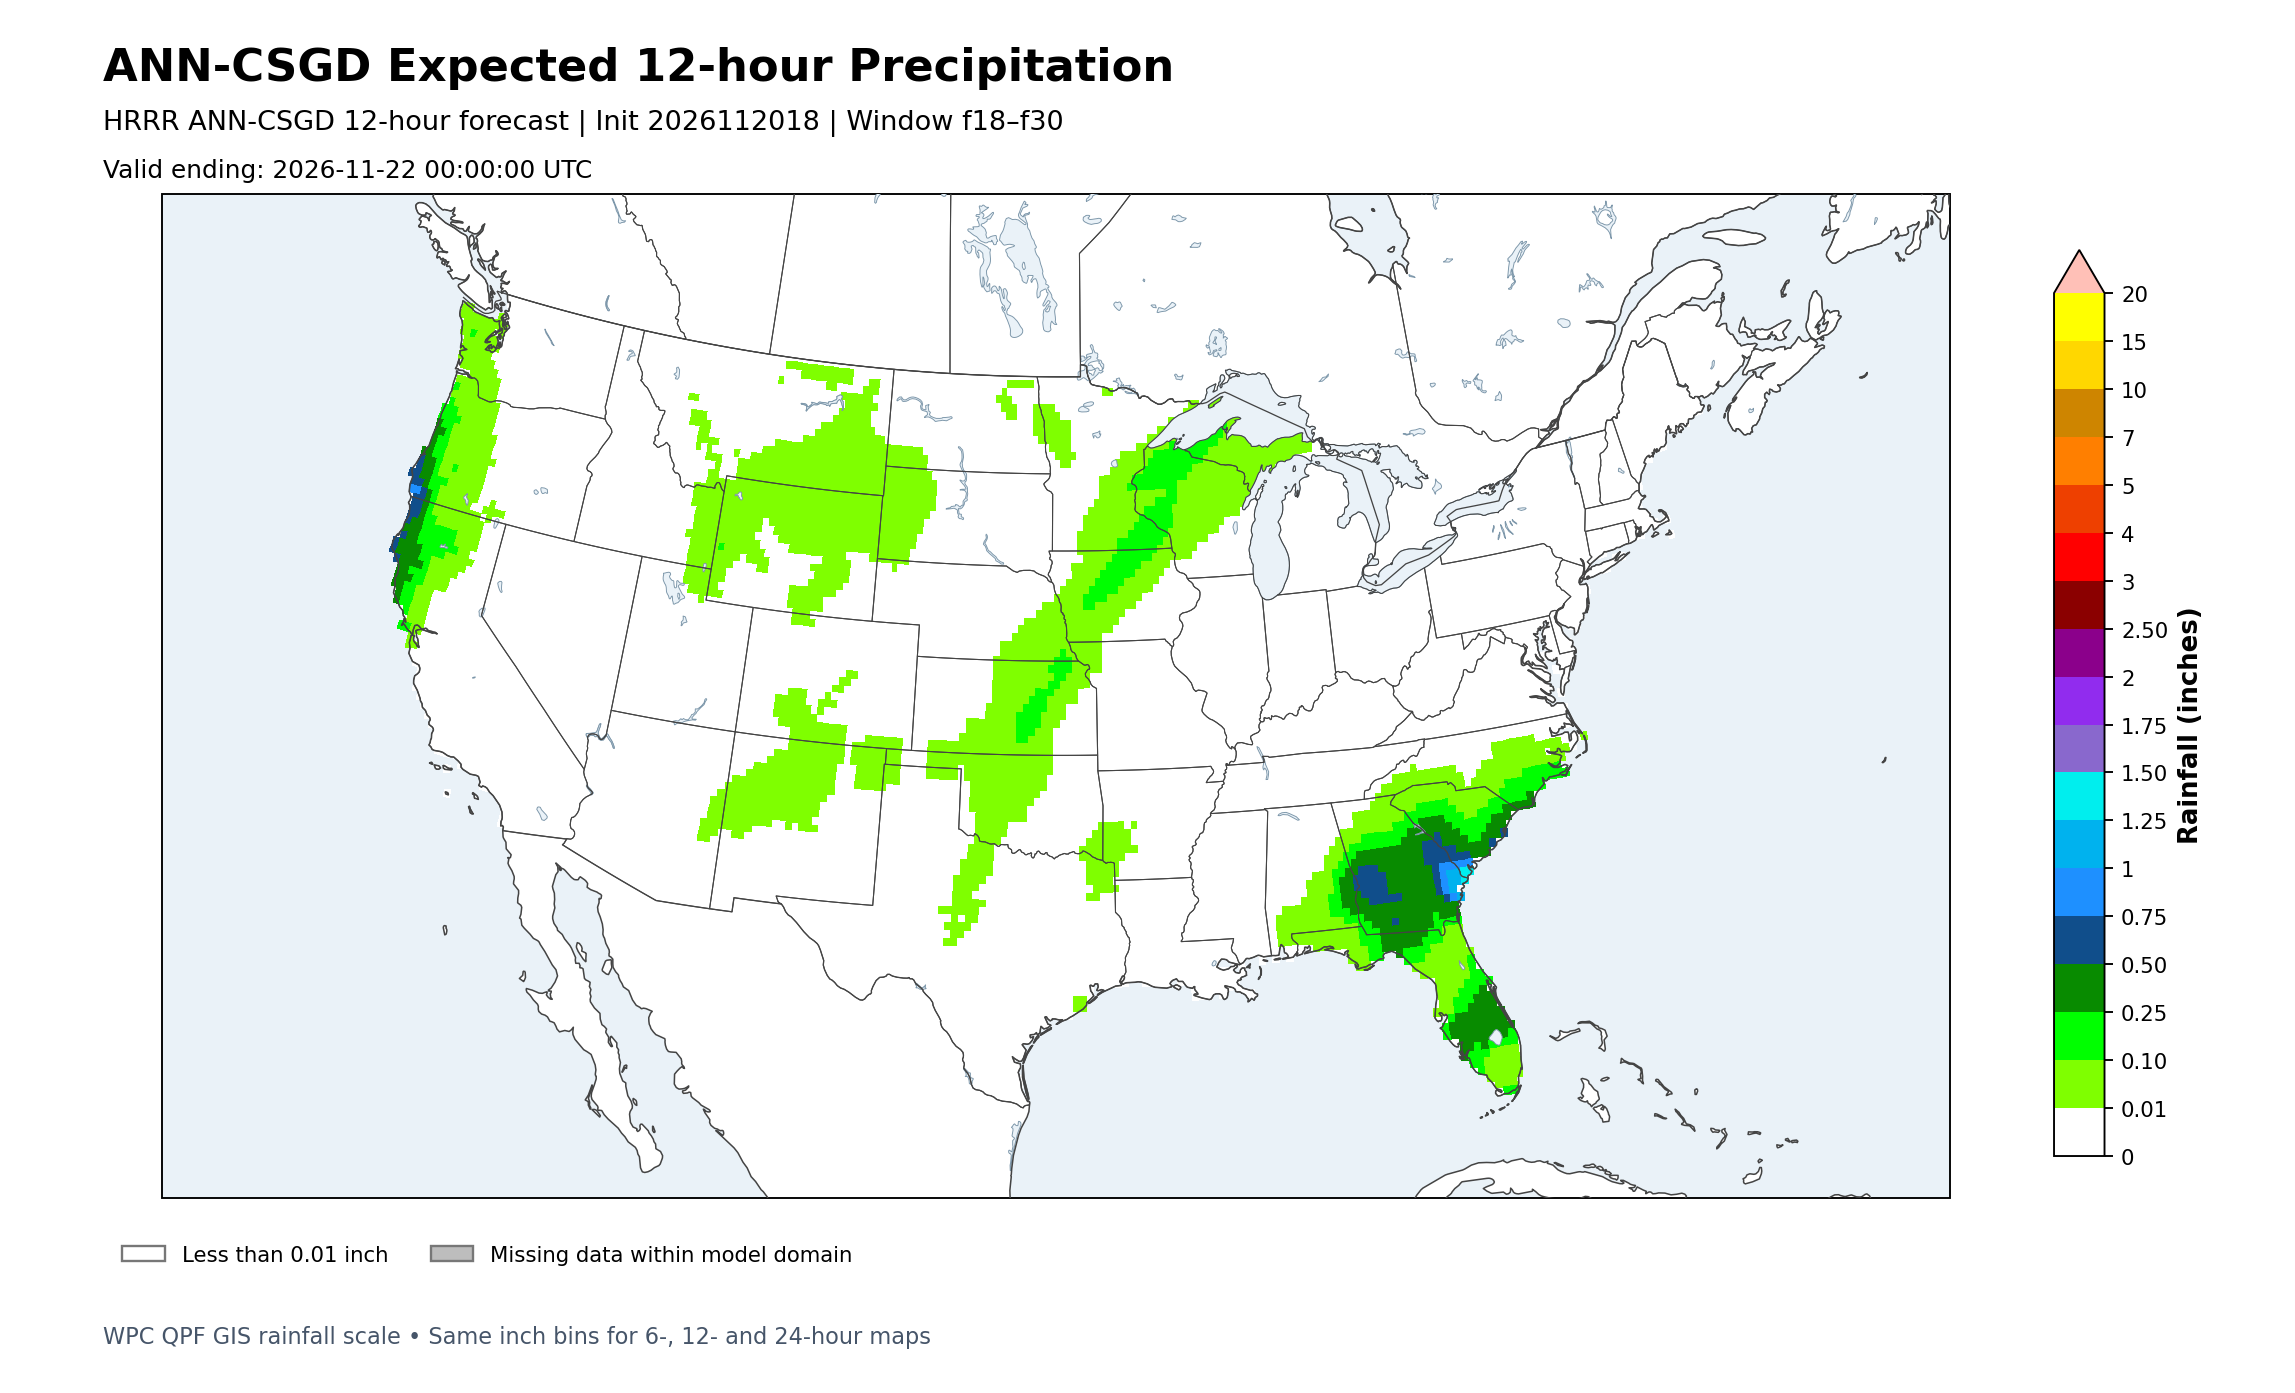 ANN-CSGD Expected 12-hour Precipitation
HRRR ANN-CSGD 12-hour forecast | Init 2026112018 | Window f18–f30
Valid ending: 2026-11-22 00:00:00 UTC
20
15
10
7
5
4
3
2.50
2
1.75
1.50
1.25
1
0.75
0.50
0.25
0.10
0.01
0
Rainfall (inches)
Less than 0.01 inch
Missing data within model domain
WPC QPF GIS rainfall scale • Same inch bins for 6-, 12- and 24-hour maps